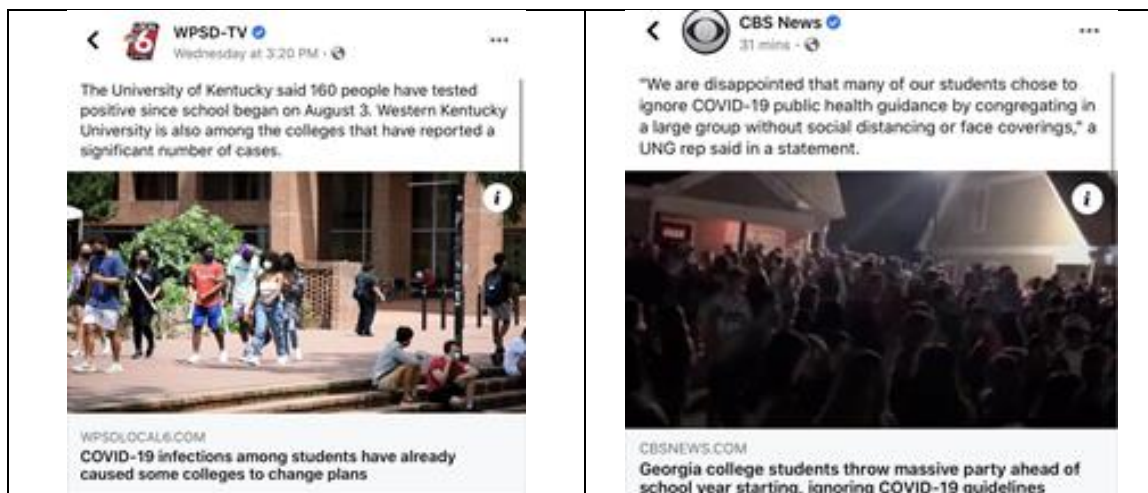 WPSD-TV
Wednesday at 3:20 PM ·
The University of Kentucky said 160 people have tested
positive since school began on August 3. Western Kentucky
University is also among the colleges that have reported a
significant number of cases.
WPSDLOCAL6.COM
COVID-19 infections among students have already
caused some colleges to change plans
CBS News
31 mins ·
"We are disappointed that many of our students chose to
ignore COVID-19 public health guidance by congregating in
a large group without social distancing or face coverings," a
UNG rep said in a statement.
CBSNEWS.COM
Georgia college students throw massive party ahead of
school year starting, ignoring COVID-19 guidelines